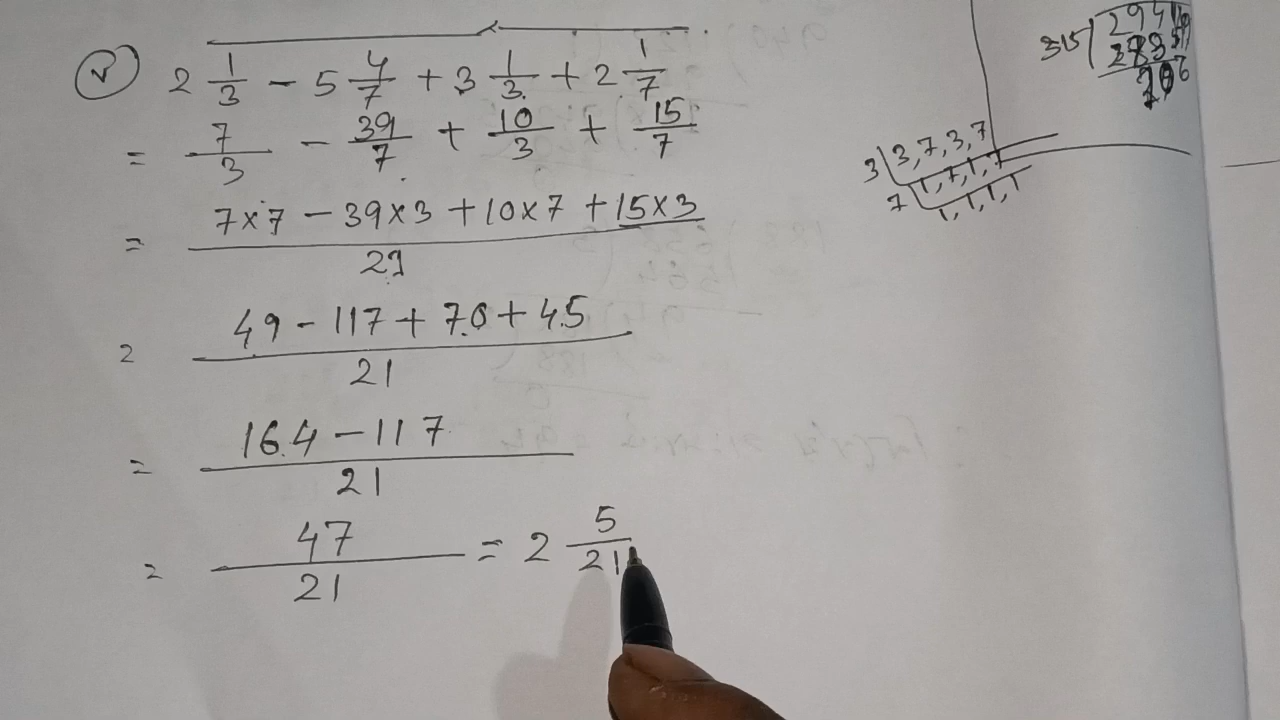 (v) 2 1/3 - 5 4/7 + 3 1/3 + 2 1/7
= 7/3 - 39/7 + 10/3 + 15/7
= (7×7 - 39×3 + 10×7 + 15×3)/21
= (49 - 117 + 70 + 45)/21
= (164 - 117)/21
= 47/21 = 2 5/21
315
3 3,7,3,7
7 1,7,1,7
1,1,1,1